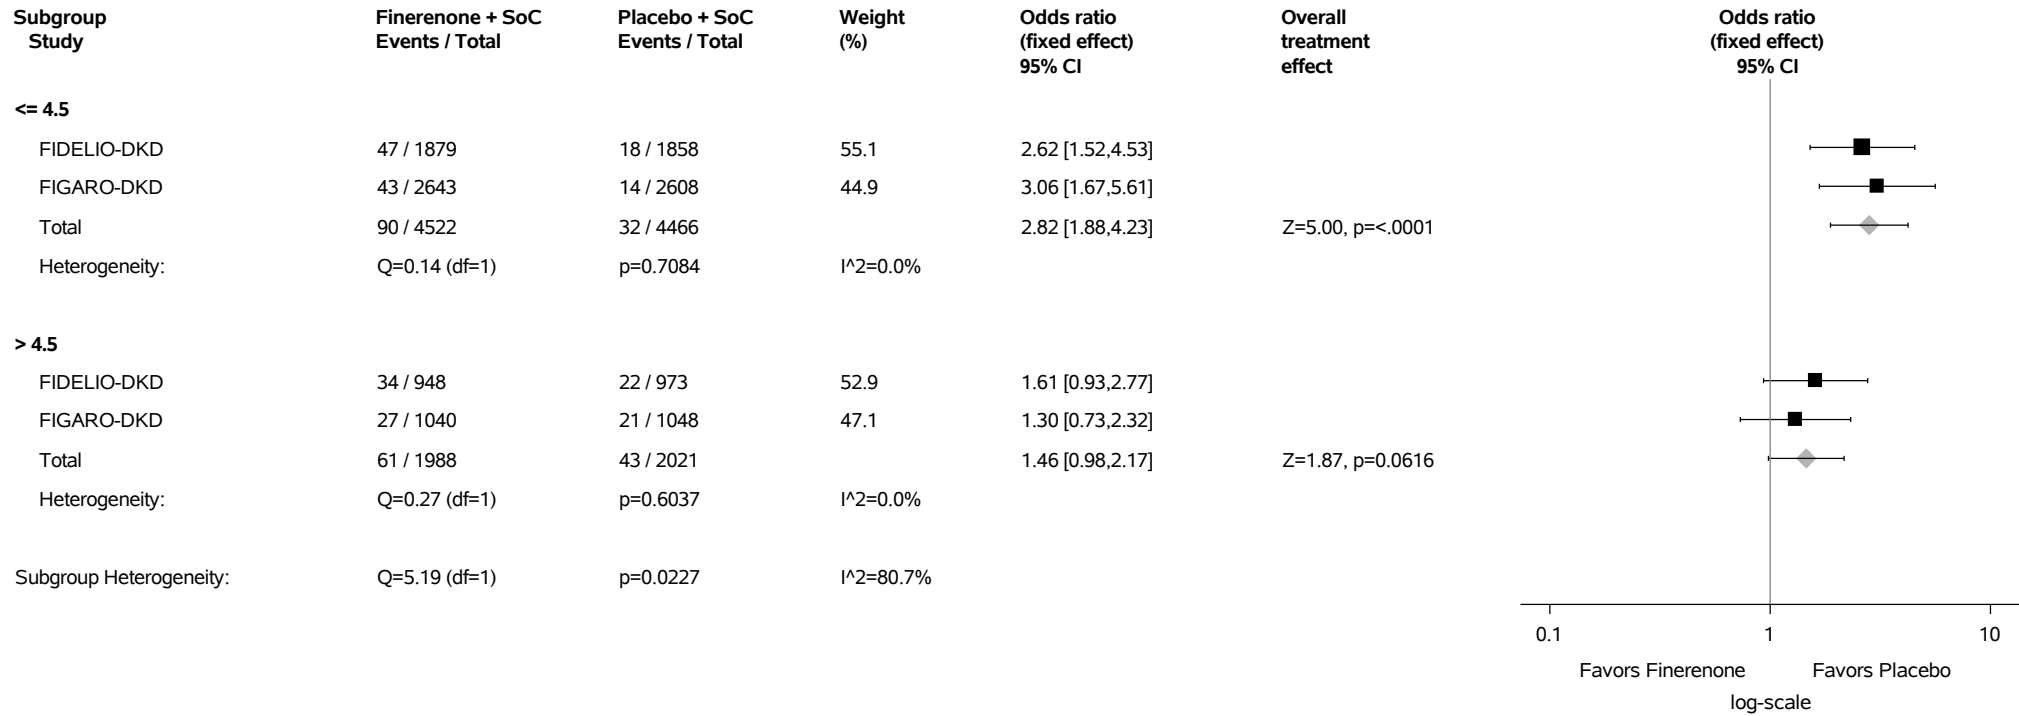 Subgroup Finerenone + SoC Placebo + SoC Weight Odds ratio Overall Odds ratio
Study Events / Total Events / Total (%) (fixed effect) treatment (fixed effect)
95% CI effect 95% CI
<= 4.5
FIDELIO-DKD 47 / 1879 18 / 1858 55.1 2.62 [1.52,4.53]
FIGARO-DKD 43 / 2643 14 / 2608 44.9 3.06 [1.67,5.61]
Total 90 / 4522 32 / 4466 2.82 [1.88,4.23] Z=5.00, p=<.0001
Heterogeneity: Q=0.14 (df=1) p=0.7084 I^2=0.0%
> 4.5
FIDELIO-DKD 34 / 948 22 / 973 52.9 1.61 [0.93,2.77]
FIGARO-DKD 27 / 1040 21 / 1048 47.1 1.30 [0.73,2.32]
Total 61 / 1988 43 / 2021 1.46 [0.98,2.17] Z=1.87, p=0.0616
Heterogeneity: Q=0.27 (df=1) p=0.6037 I^2=0.0%
Subgroup Heterogeneity: Q=5.19 (df=1) p=0.0227 I^2=80.7%
0.1 1 10
Favors Finerenone Favors Placebo
log-scale